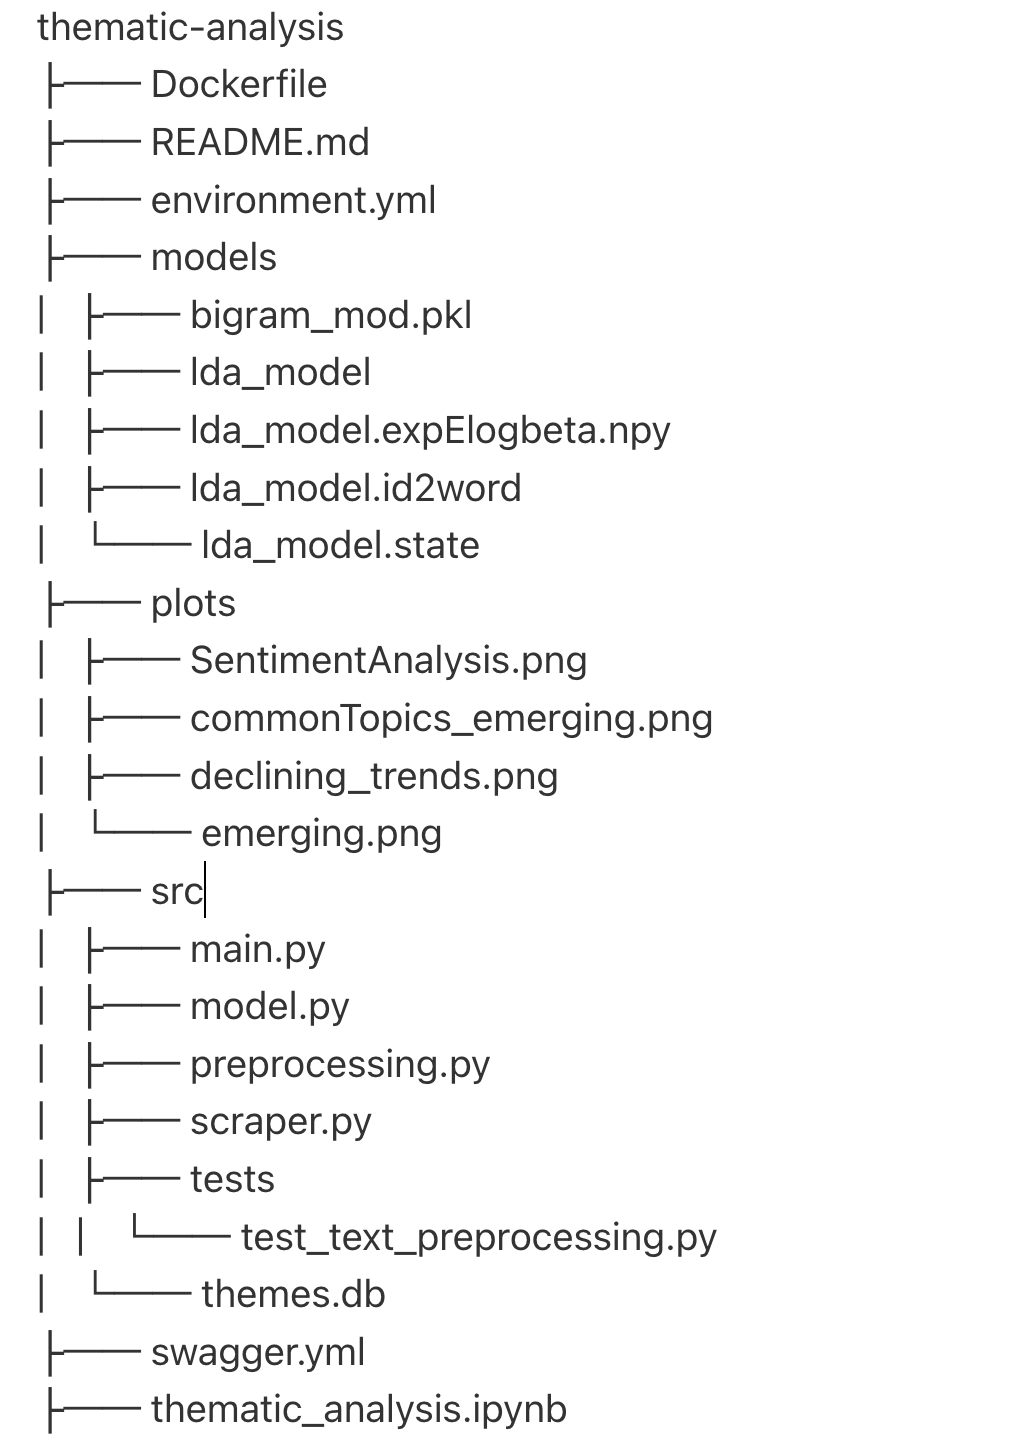 thematic-analysis
├── Dockerfile
├── README.md
├── environment.yml
├── models
│   ├── bigram_mod.pkl
│   ├── lda_model
│   ├── lda_model.expElogbeta.npy
│   ├── lda_model.id2word
│   └── lda_model.state
├── plots
│   ├── SentimentAnalysis.png
│   ├── commonTopics_emerging.png
│   ├── declining_trends.png
│   └── emerging.png
├── src
│   ├── main.py
│   ├── model.py
│   ├── preprocessing.py
│   ├── scraper.py
│   ├── tests
│   │   └── test_text_preprocessing.py
│   └── themes.db
├── swagger.yml
├── thematic_analysis.ipynb